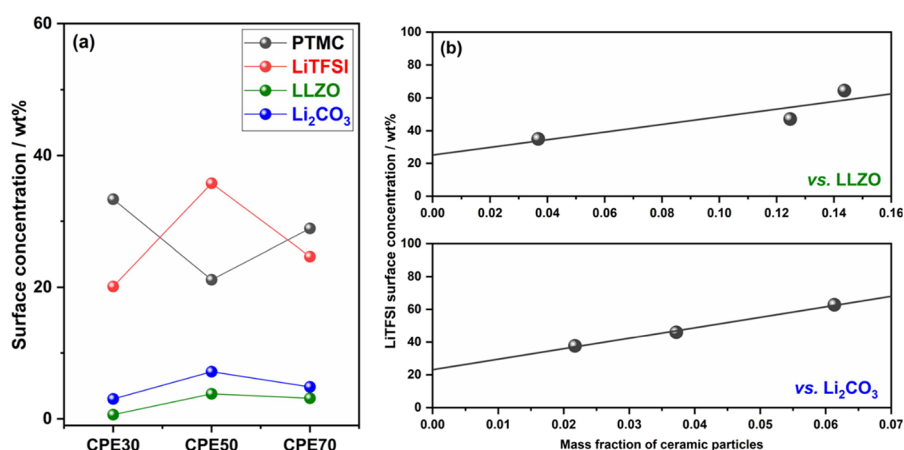 (a)
PTMC
LiTFSI
LLZO
Li₂CO₃
60
40
20
0
Surface concentration / wt%
CPE30 CPE50 CPE70
(b)
100
80
60
40
20
0
vs. LLZO
0.00 0.02 0.04 0.06 0.08 0.10 0.12 0.14 0.16
LiTFSI surface concentration / wt%
100
80
60
40
20
0
vs. Li₂CO₃
0.00 0.01 0.02 0.03 0.04 0.05 0.06 0.07
Mass fraction of ceramic particles